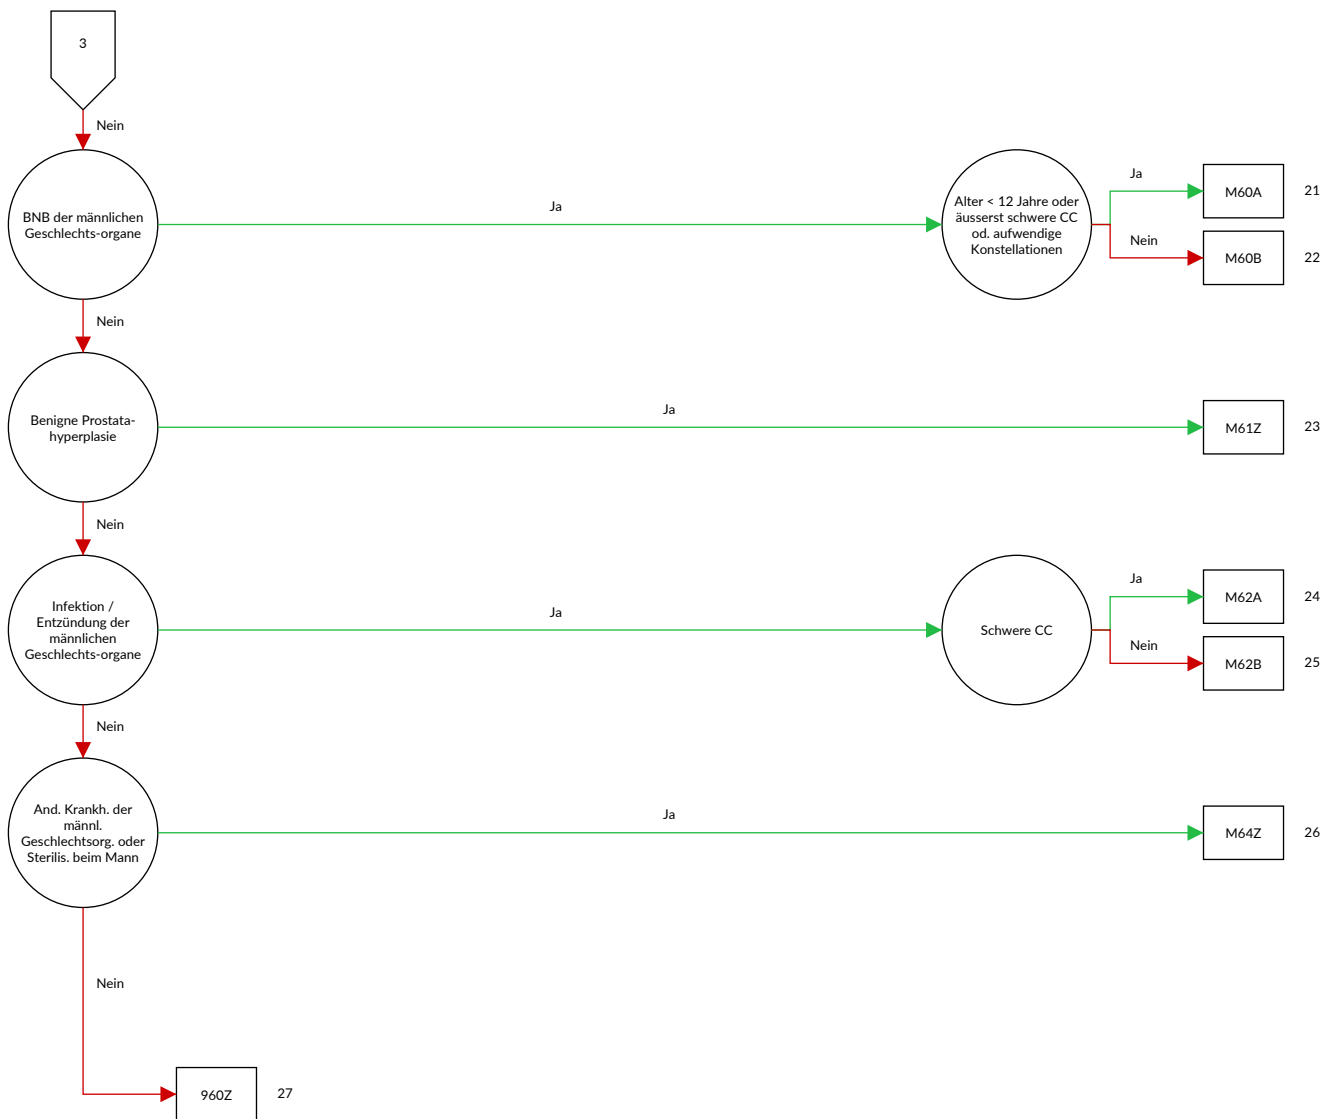 3
Nein
BNB der männlichen
Geschlechts-organe
Ja
Alter < 12 Jahre oder
äusserst schwere CC
od. aufwendige
Konstellationen
Ja
M60A
21
Nein
M60B
22
Nein
Benigne Prostata-
hyperplasie
Ja
M61Z
23
Nein
Infektion /
Entzündung der
männlichen
Geschlechts-organe
Ja
Schwere CC
Ja
M62A
24
Nein
M62B
25
Nein
And. Krankh. der
männl.
Geschlechtsorg. oder
Sterilis. beim Mann
Ja
M64Z
26
Nein
960Z
27